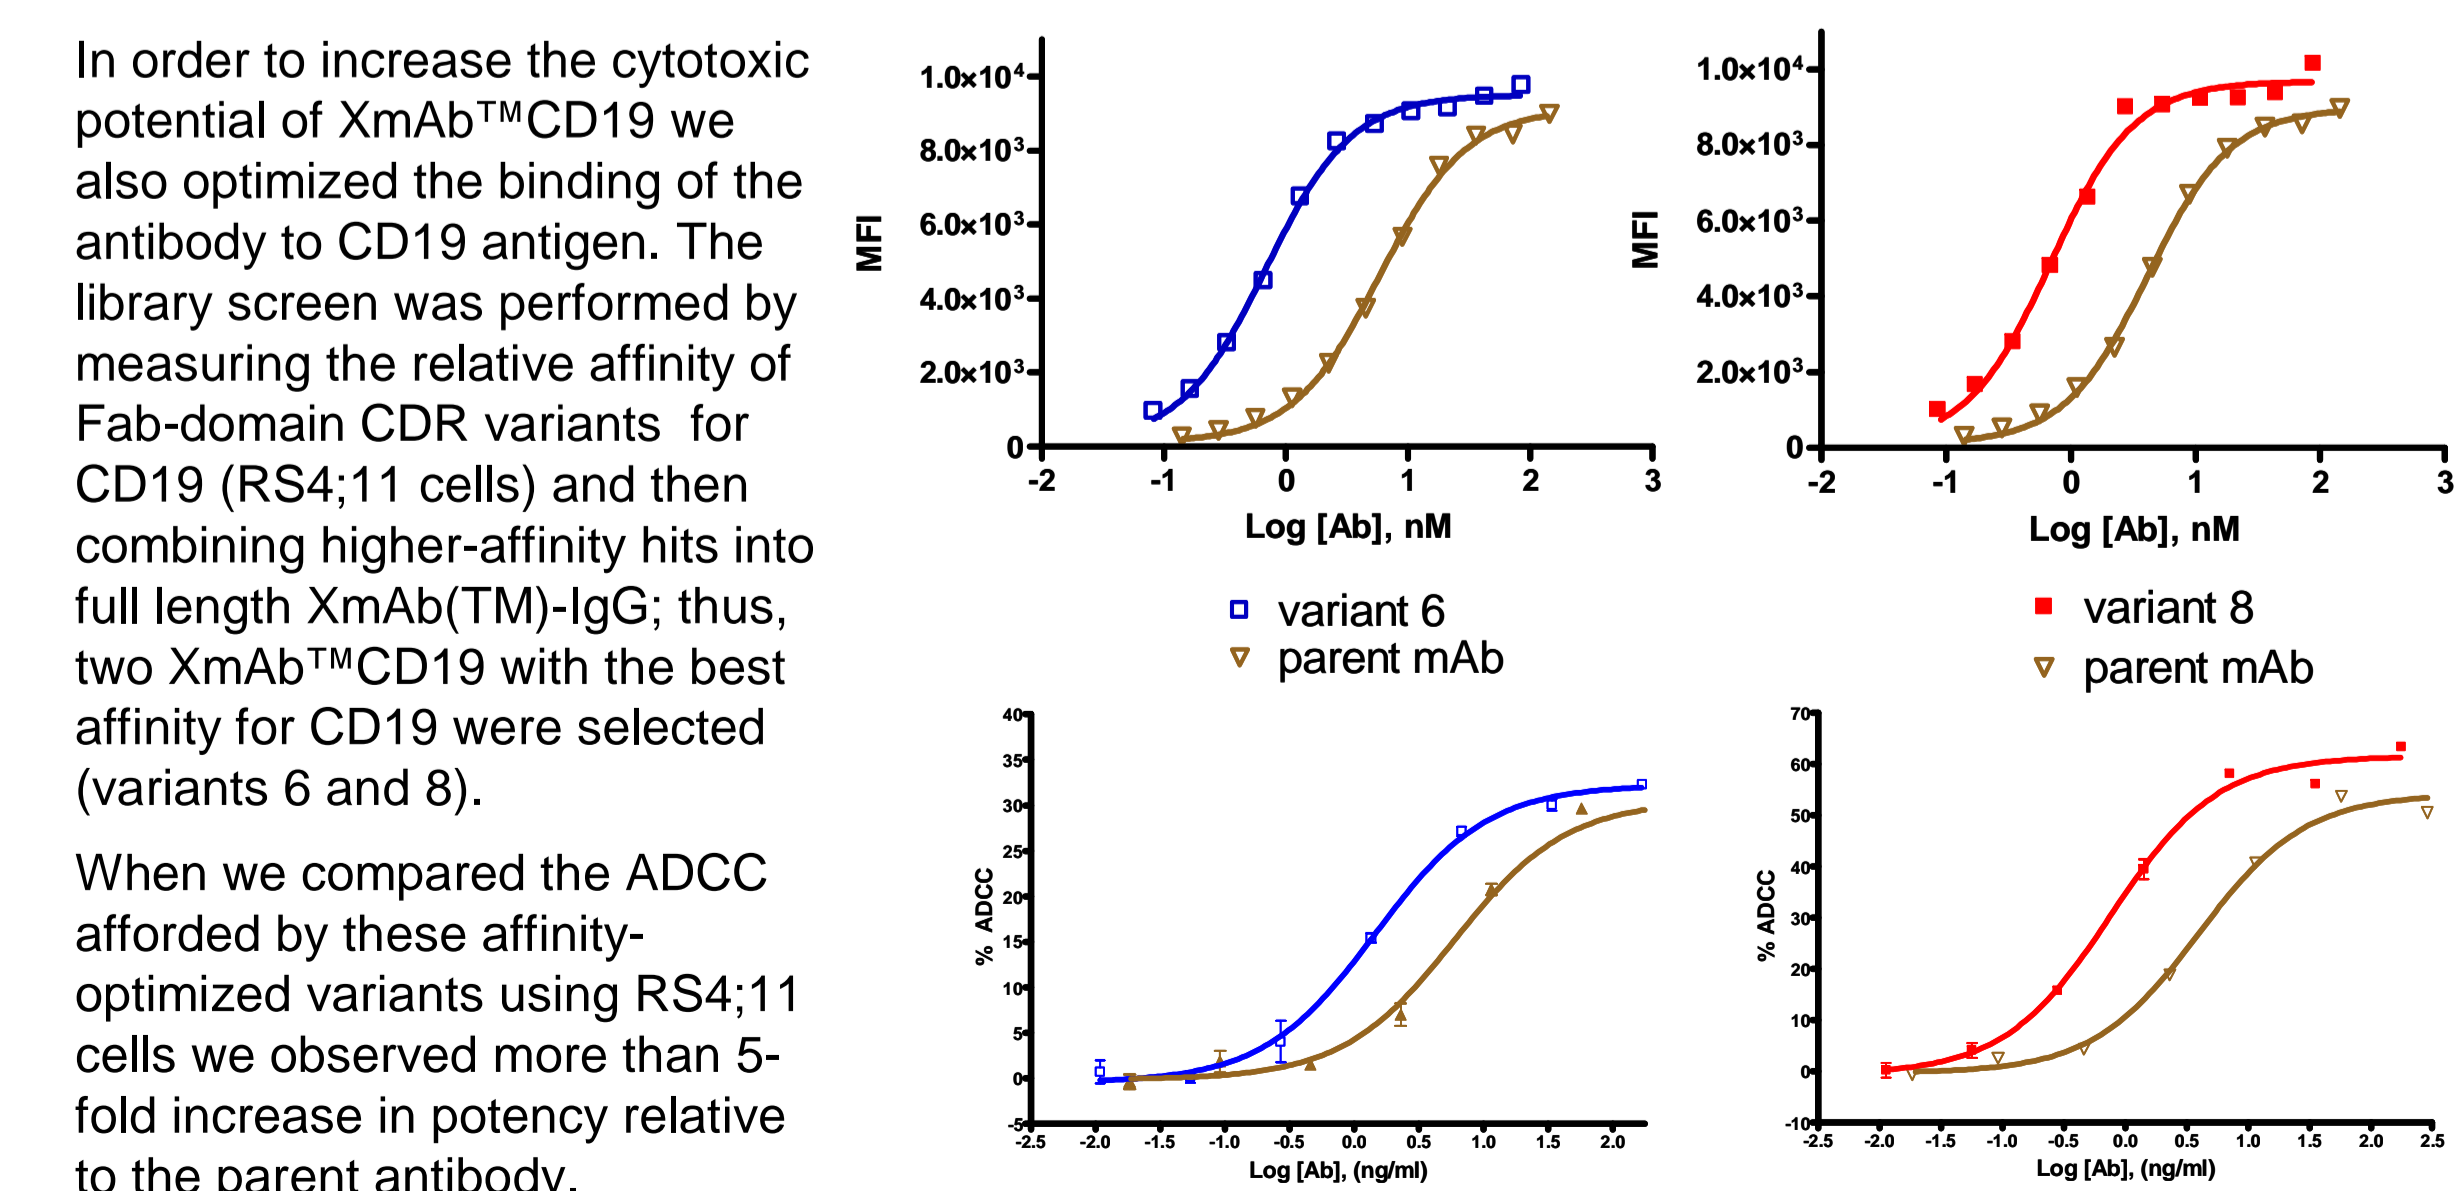 In order to increase the cytotoxic
potential of XmAb™CD19 we
also optimized the binding of the
antibody to CD19 antigen. The
library screen was performed by
measuring the relative affinity of
Fab-domain CDR variants  for
CD19 (RS4;11 cells) and then
combining higher-affinity hits into
full length XmAb(TM)-IgG; thus,
two XmAb™CD19 with the best
affinity for CD19 were selected
(variants 6 and 8).
When we compared the ADCC
afforded by these affinity-
optimized variants using RS4;11
cells we observed more than 5-
fold increase in potency relative
to the parent antibody.
MFI
1.0×10⁴
8.0×10³
6.0×10³
4.0×10³
2.0×10³
0
-2 -1 0 1 2 3
Log [Ab], nM
variant 6
parent mAb
MFI
1.0×10⁴
8.0×10³
6.0×10³
4.0×10³
2.0×10³
0
-2 -1 0 1 2 3
Log [Ab], nM
variant 8
parent mAb
% ADCC
40
35
30
25
20
15
10
5
0
-5
-2.5 -2.0 -1.5 -1.0 -0.5 0.0 0.5 1.0 1.5 2.0
Log [Ab], (ng/ml)
% ADCC
70
60
50
40
30
20
10
0
-10
-2.5 -2.0 -1.5 -1.0 -0.5 0.0 0.5 1.0 1.5 2.0 2.5
Log [Ab], (ng/ml)